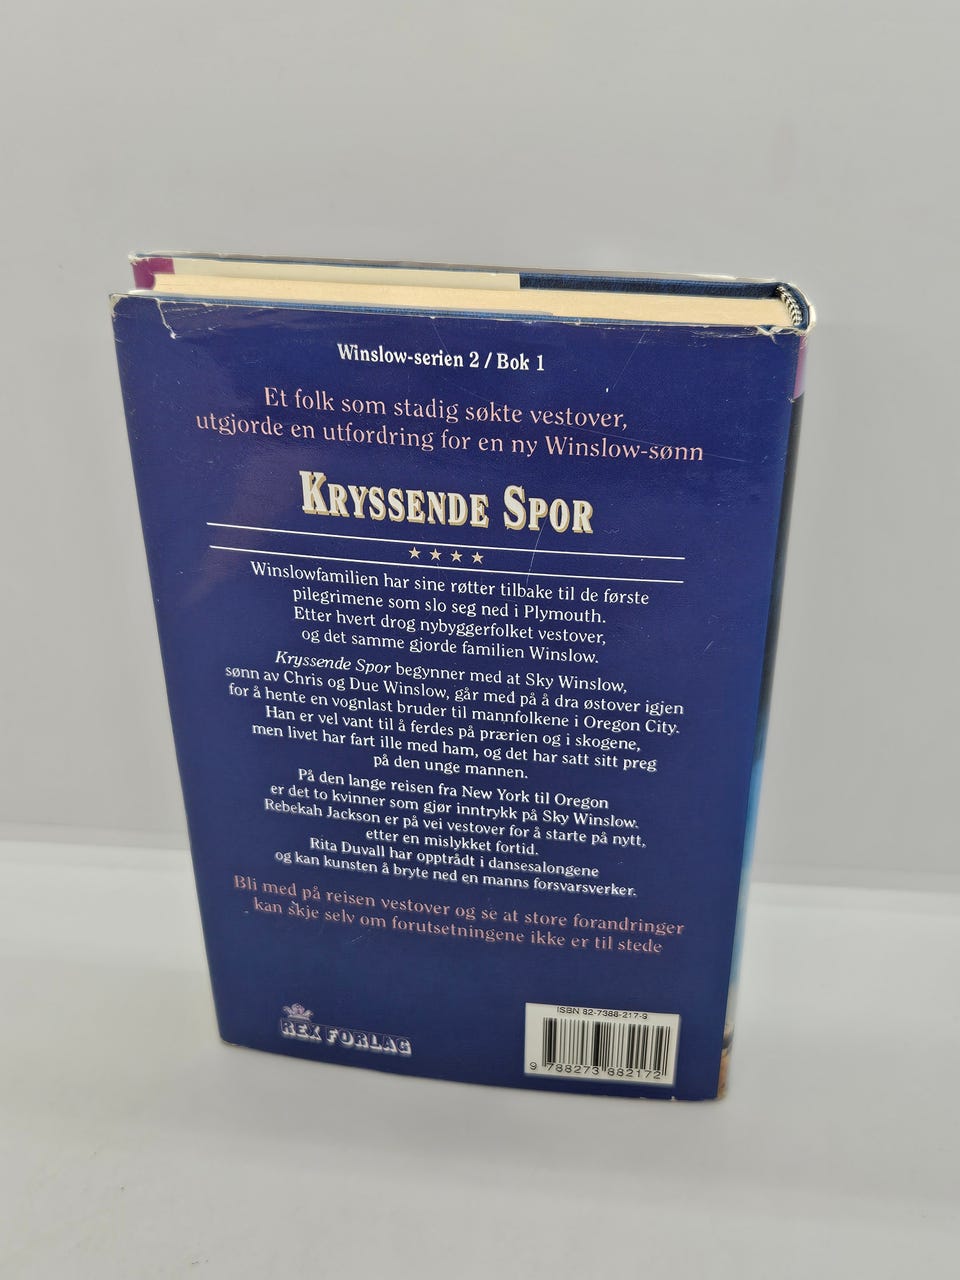 Winslow-serien 2 / Bok 1
Et folk som stadig søkte vestover,
utgjorde en utfordring for en ny Winslow-sønn
KRYSSENDE SPOR
Winslowfamilien har sine røtter tilbake til de første
pilegrimene som slo seg ned i Plymouth.
Etter hvert drog nybyggerfolket vestover,
og det samme gjorde familien Winslow.
Kryssende Spor begynner med at Sky Winslow,
sønn av Chris og Due Winslow, går med på å dra østover igjen
for å hente en vognlast bruder til mannfolkene i Oregon City.
Han er vel vant til å ferdes på prærien og i skogene,
men livet har fart ille med ham, og det har satt sitt preg
på den unge mannen.
På den lange reisen fra New York til Oregon
er det to kvinner som gjør inntrykk på Sky Winslow.
Rebekah Jackson er på vei vestover for å starte på nytt,
etter en mislykket fortid.
Rita Duvall har opptrådt i dansesalongene
og kan kunsten å bryte ned en manns forsvarsverker.
Bli med på reisen vestover og se at store forandringer
kan skje selv om forutsetningene ikke er til stede
REX FORLAG
ISBN 82-7388-217-9
9 788273 882172